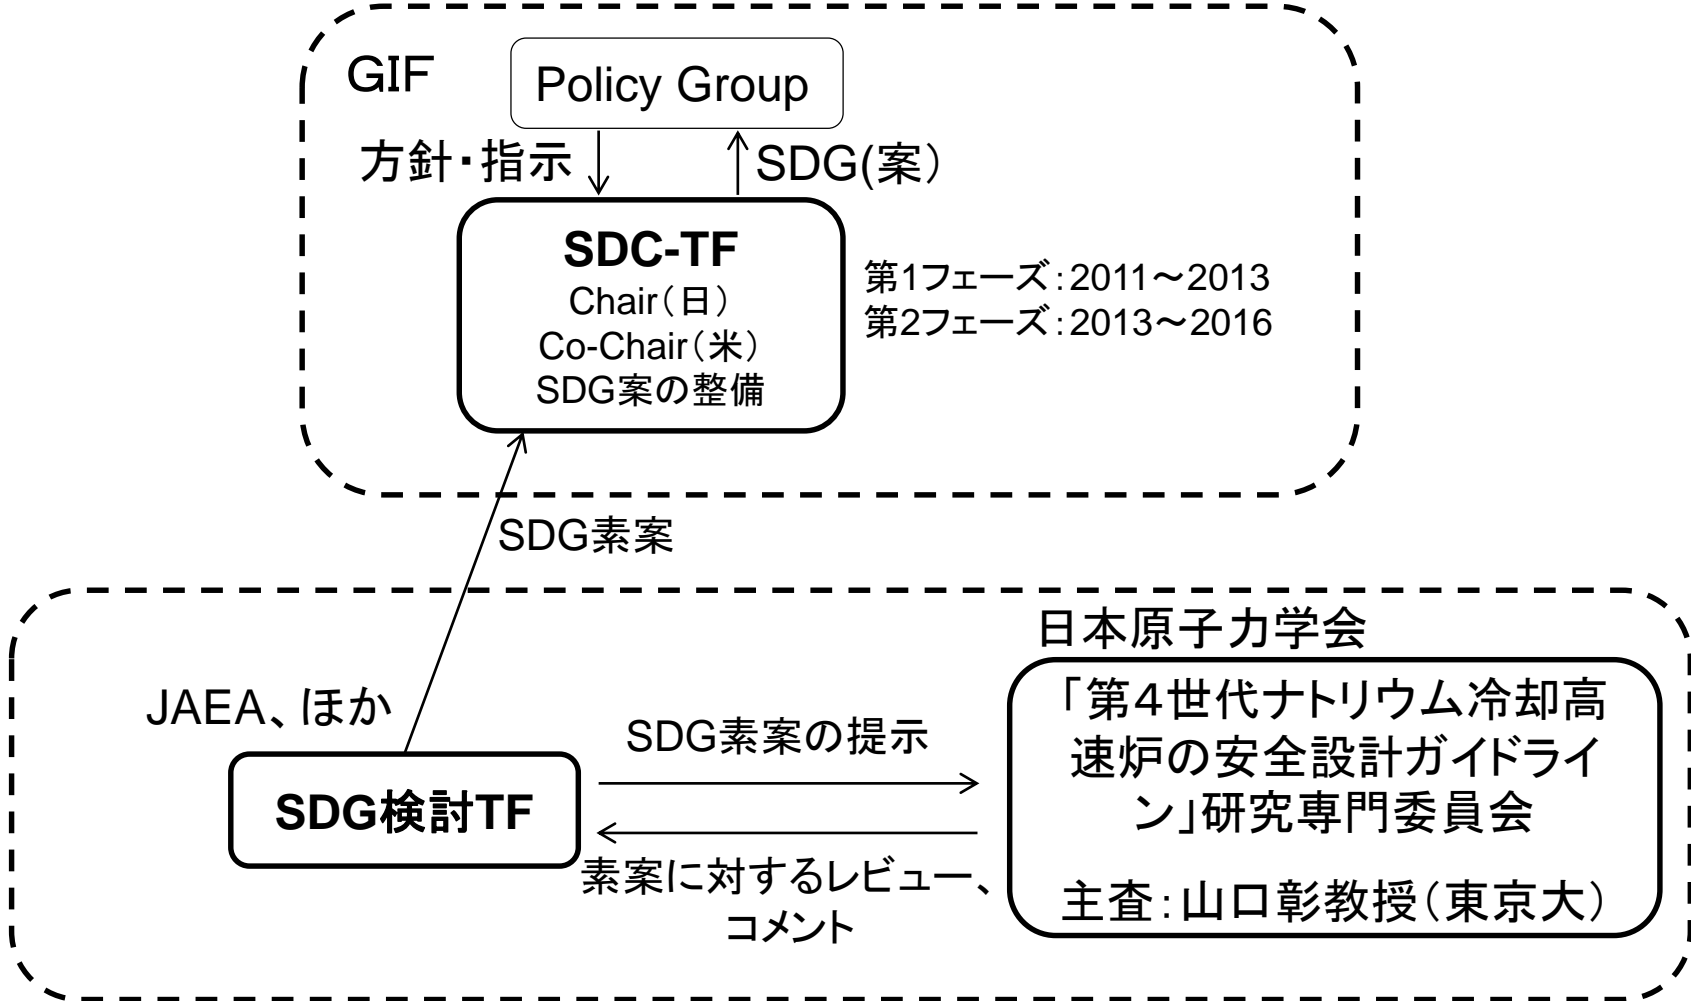 GIF
Policy Group
方針・指示
SDG(案)
SDC-TF
Chair(日)
Co-Chair(米)
SDG案の整備
第1フェーズ:2011~2013
第2フェーズ:2013~2016
SDG素案
日本原子力学会
JAEA、ほか
SDG検討TF
SDG素案の提示
素案に対するレビュー、
コメント
「第4世代ナトリウム冷却高
速炉の安全設計ガイドライ
ン」研究専門委員会
主査:山口彰教授(東京大)